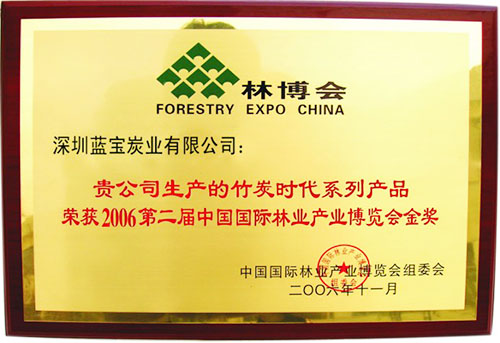 林博会
FORESTRY EXPO CHINA
深圳蓝宝炭业有限公司：
贵公司生产的竹炭时代系列产品
荣获2006第二届中国国际林业产业博览会金奖
中国国际林业产业博览会组委会
二〇〇六年十一月